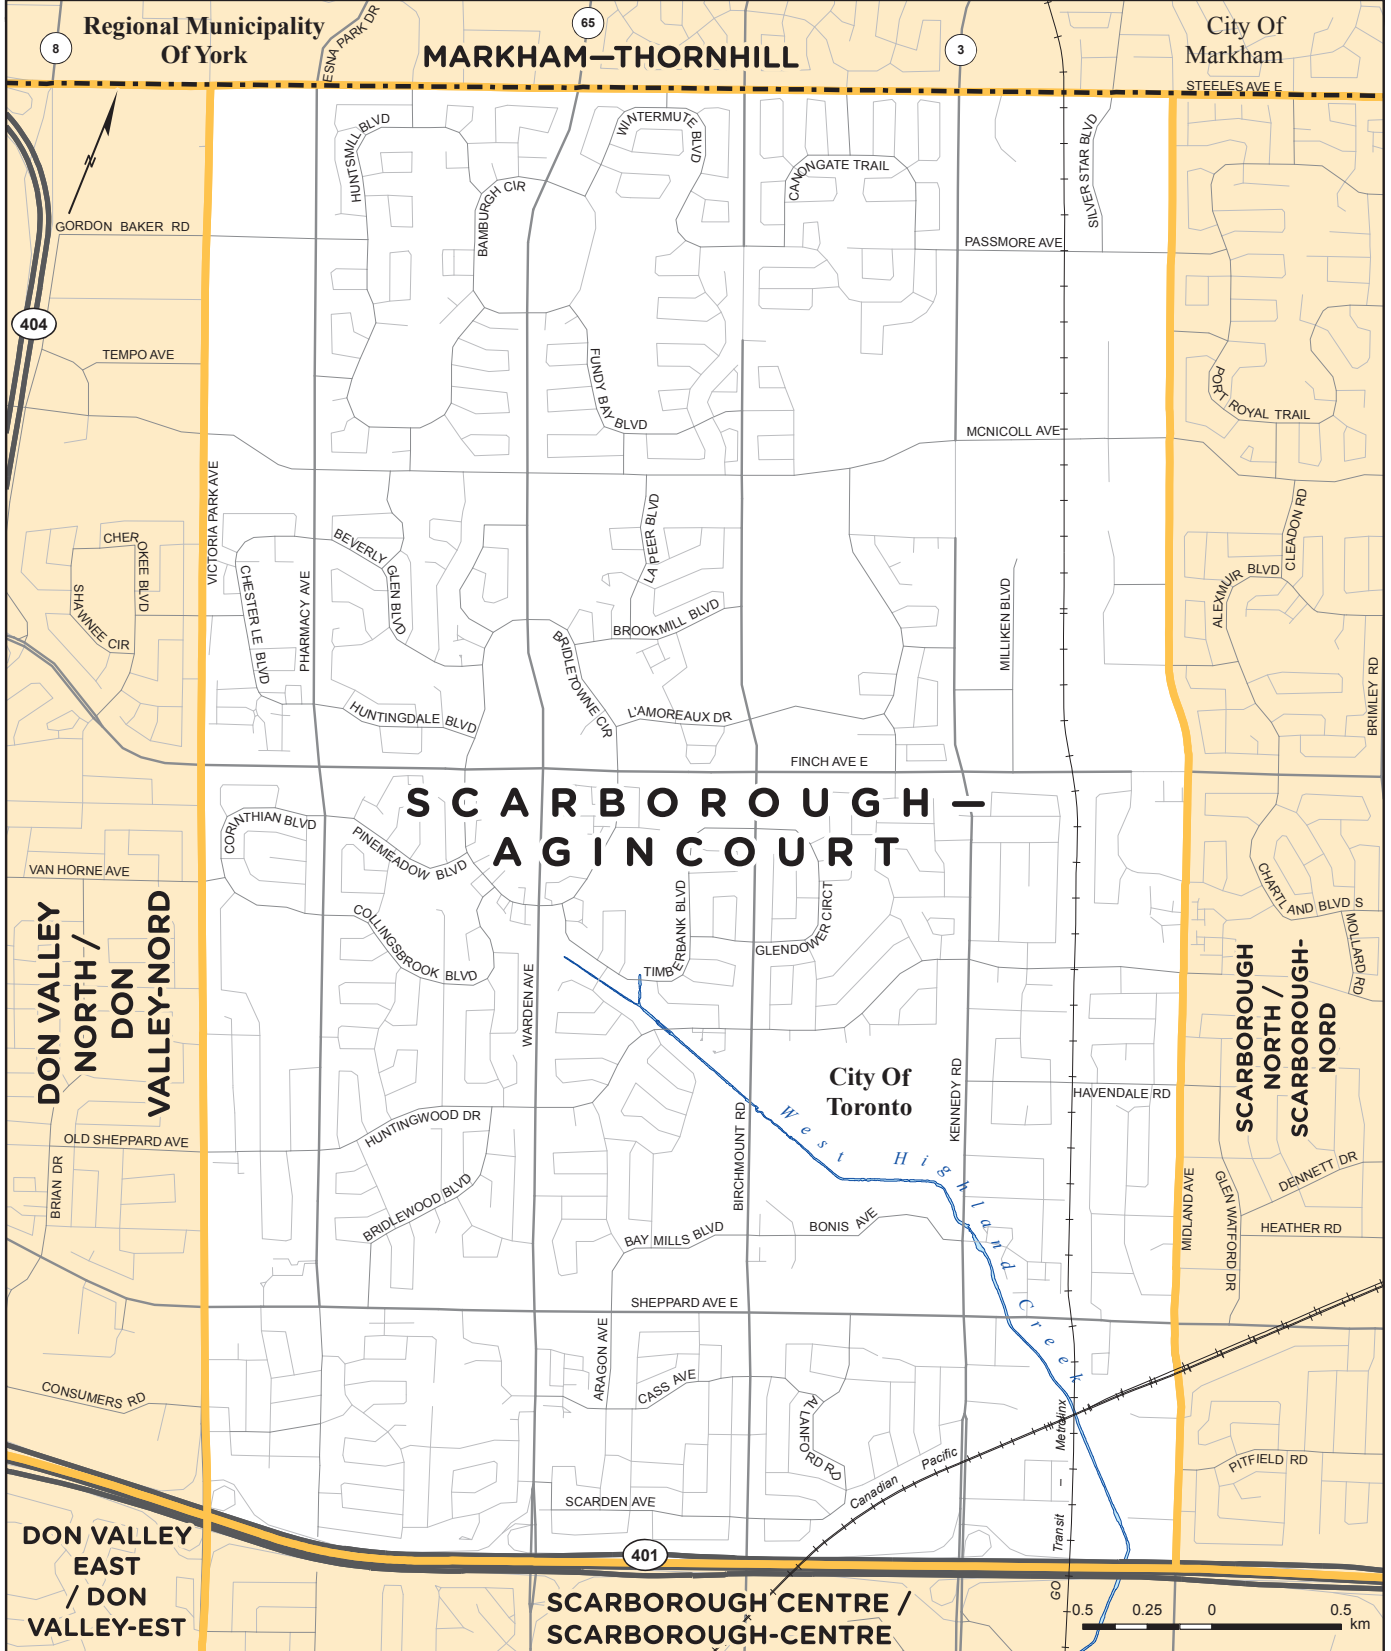 Regional Municipality
Of York
8
65
3
ESNA PARK DR
MARKHAM—THORNHILL
City Of
Markham
STEELES AVE E
N
HUNTSMILL BLVD
BAMBURGH CIR
WINTERMUTE BLVD
CANONGATE TRAIL
SILVER STAR BLVD
GORDON BAKER RD
PASSMORE AVE
404
TEMPO AVE
FUNDY BAY BLVD
PORT ROYAL TRAIL
MCNICOLL AVE
VICTORIA PARK AVE
CHEROKEE BLVD
SHAWNEE CIR
CHESTER LE BLVD
PHARMACY AVE
BEVERLY GLEN BLVD
LA PEER BLVD
BROOKMILL BLVD
BRIDLETOWNE CIR
MILLIKEN BLVD
CLEADON RD
ALEXMUIR BLVD
BRIMLEY RD
HUNTINGDALE BLVD
L'AMOREAUX DR
FINCH AVE E
SCARBOROUGH—
AGINCOURT
CORINTHIAN BLVD
PINEMEADOW BLVD
VAN HORNE AVE
COLLINGSBROOK BLVD
TIMBERBANK BLVD
GLENDOWER CIRCT
CHARTLAND BLVD S
MOLLARD RD
DON VALLEY
NORTH /
DON
VALLEY-NORD
WARDEN AVE
SCARBOROUGH
NORTH /
SCARBOROUGH-
NORD
City Of
Toronto
KENNEDY RD
HAVENDALE RD
West Highland Creek
HUNTINGWOOD DR
BIRCHMOUNT RD
OLD SHEPPARD AVE
BRIAN DR
BRIDLEWOOD BLVD
BAY MILLS BLVD
BONIS AVE
MIDLAND AVE
GLEN WATFORD DR
DENNETT DR
HEATHER RD
SHEPPARD AVE E
ARAGON AVE
CASS AVE
ALLANFORD RD
CONSUMERS RD
Canadian Pacific
GO Transit – Metrolinx
PITFIELD RD
SCARDEN AVE
401
DON VALLEY
EAST
/ DON
VALLEY-EST
SCARBOROUGH CENTRE /
SCARBOROUGH-CENTRE
0.5 0.25 0 0.5
km